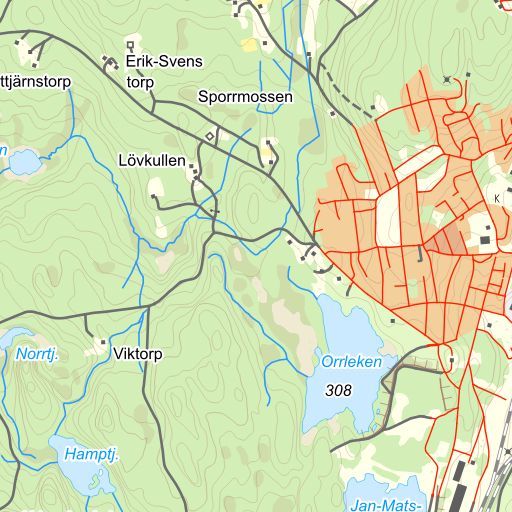 Erik-Svens
torp
ttjärnstorp
Sporrmossen
n
Lövkullen
K
Norrtj.
Viktorp
Orrleken
308
Hamptj.
Jan-Mats-